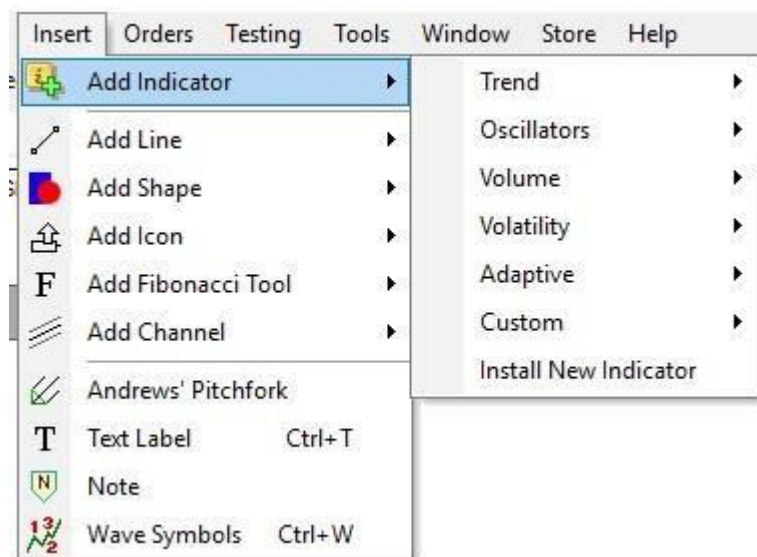 Insert Orders Testing Tools Window Store Help
Add Indicator
Trend
Oscillators
Volume
Volatility
Adaptive
Custom
Install New Indicator
Add Line
Add Shape
Add Icon
F Add Fibonacci Tool
Add Channel
Andrews' Pitchfork
T Text Label Ctrl+T
N Note
Wave Symbols Ctrl+W